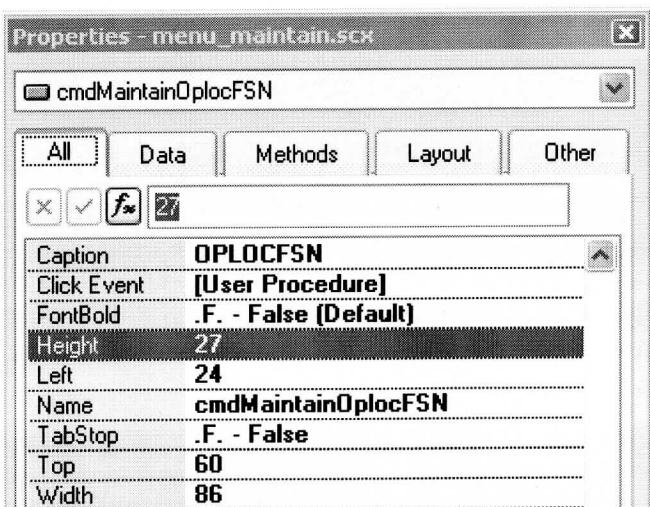 Properties - menu_maintain.scx
cmdMaintainOplocFSN
All Data Methods Layout Other
fx 27
Caption OPLOCFSN
Click Event [User Procedure]
FontBold .F. - False (Default)
Height 27
Left 24
Name cmdMaintainOplocFSN
TabStop .F. - False
Top 60
Width 86